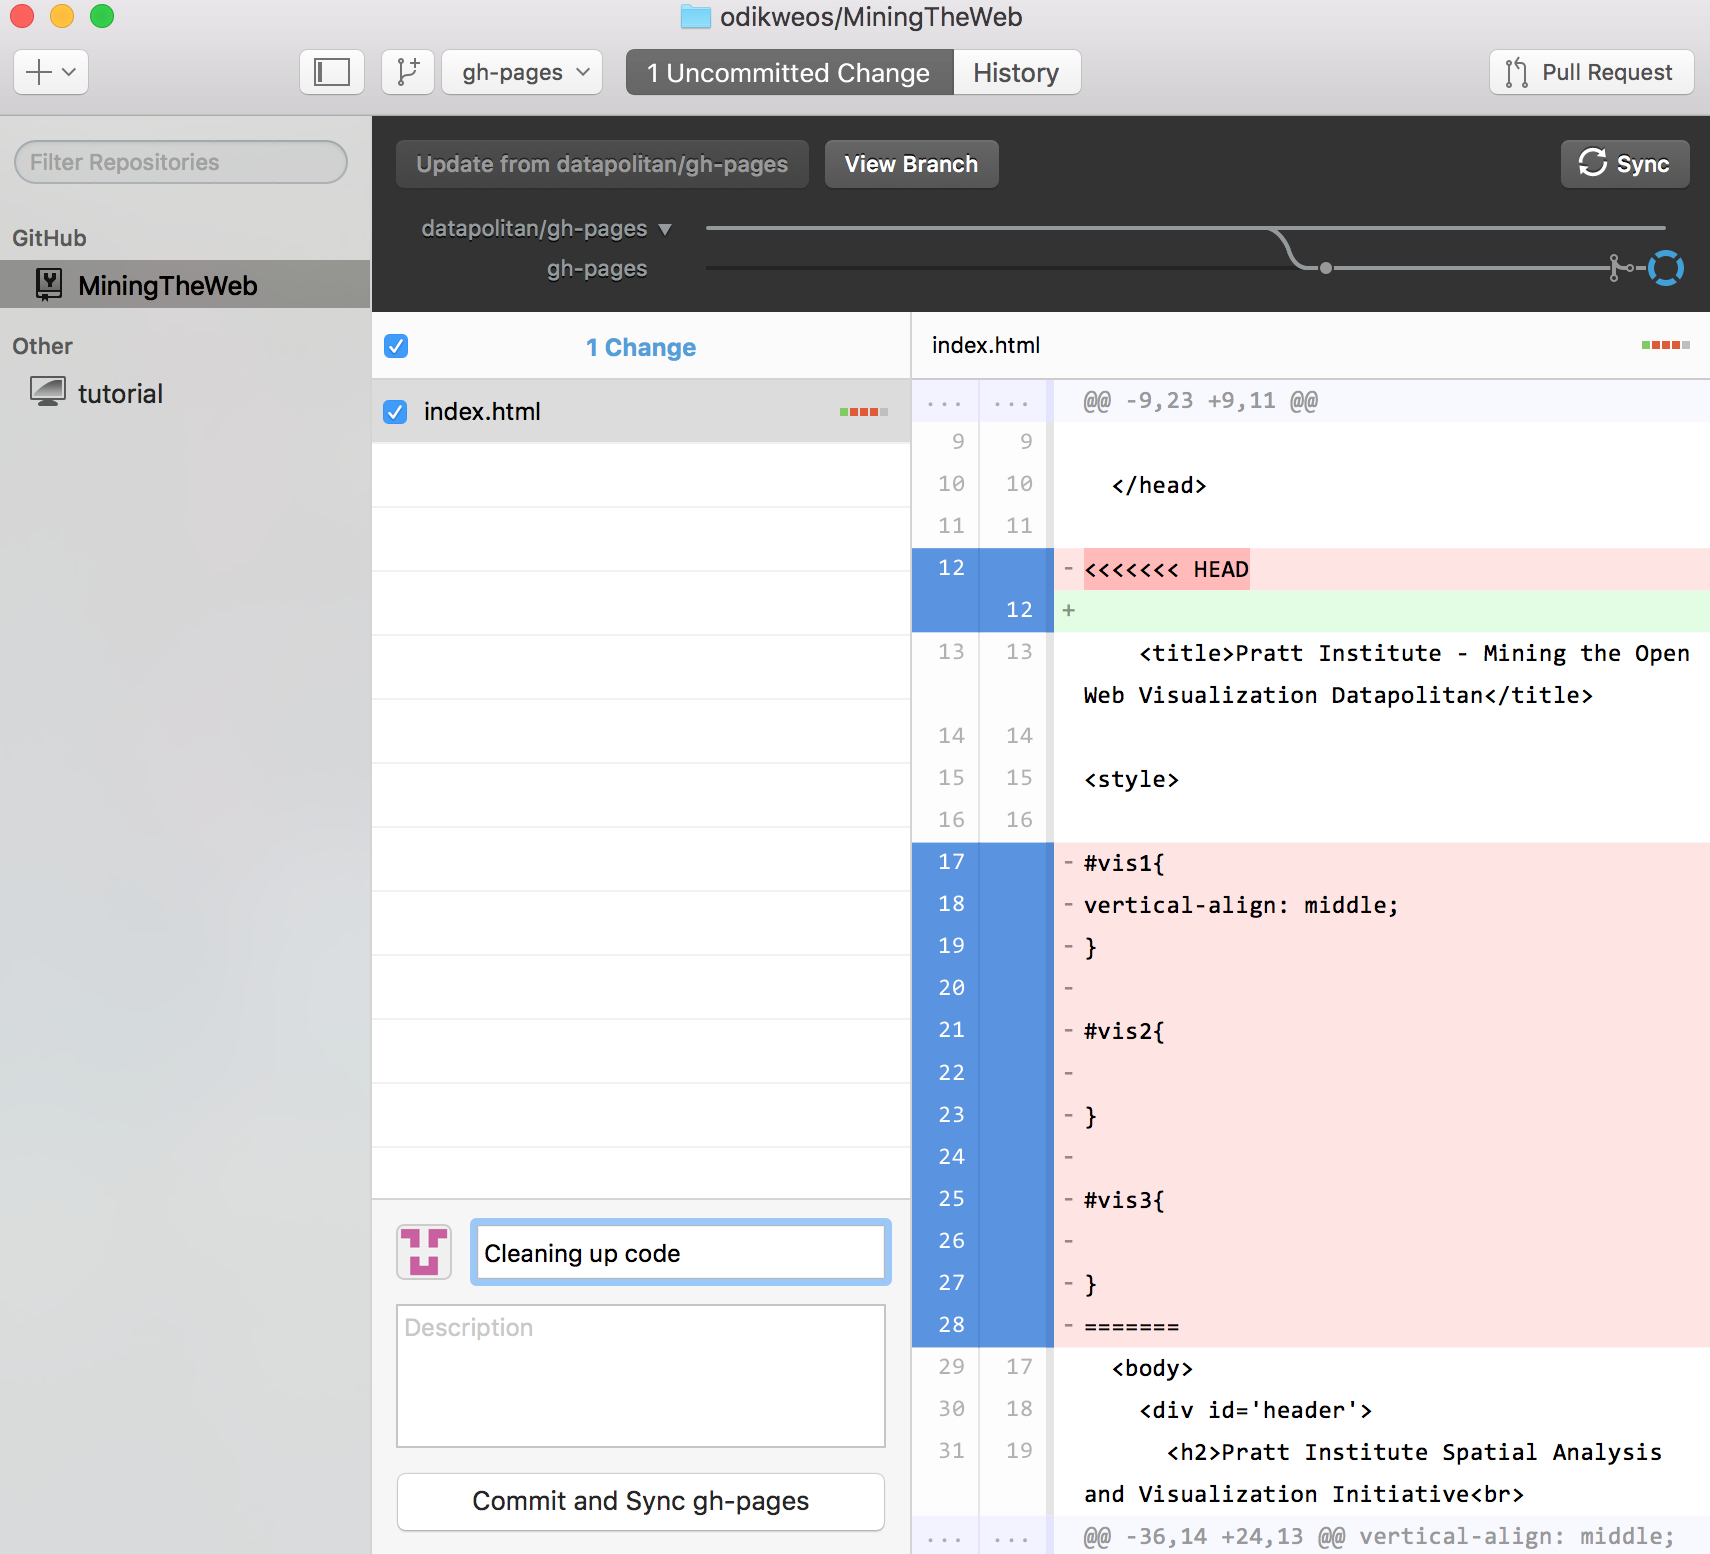 odikweos/MiningTheWeb
gh-pages
1 Uncommitted Change
History
Pull Request
Filter Repositories
GitHub
MiningTheWeb
Other
tutorial
Update from datapolitan/gh-pages
View Branch
Sync
datapolitan/gh-pages ▼
gh-pages
1 Change
index.html
Cleaning up code
Description
Commit and Sync gh-pages
index.html
... ... @@ -9,23 +9,11 @@
9 9
10 10 </head>
11 11
12 - <<<<<<< HEAD
12 +
13 13 <title>Pratt Institute - Mining the Open
Web Visualization Datapolitan</title>
14 14
15 15 <style>
16 16
17 - #vis1{
18 - vertical-align: middle;
19 - }
20 -
21 - #vis2{
22 -
23 - }
24 -
25 - #vis3{
26 -
27 - }
28 - =======
29 17 <body>
30 18 <div id='header'>
31 19 <h2>Pratt Institute Spatial Analysis
and Visualization Initiative<br>
... ... @@ -36,14 +24,13 @@ vertical-align: middle;